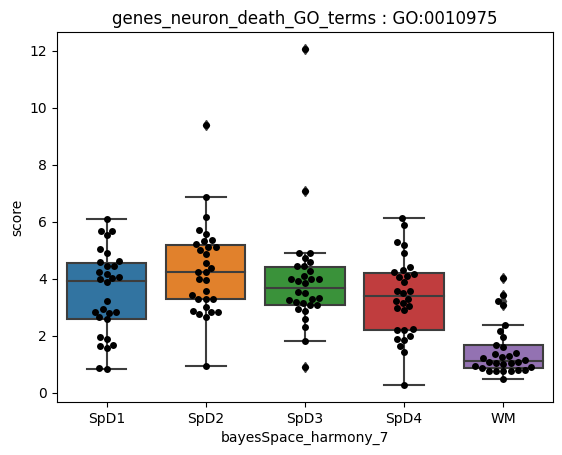 genes_neuron_death_GO_terms : GO:0010975
score
12
10
8
6
4
2
0
SpD1 SpD2 SpD3 SpD4 WM
bayesSpace_harmony_7